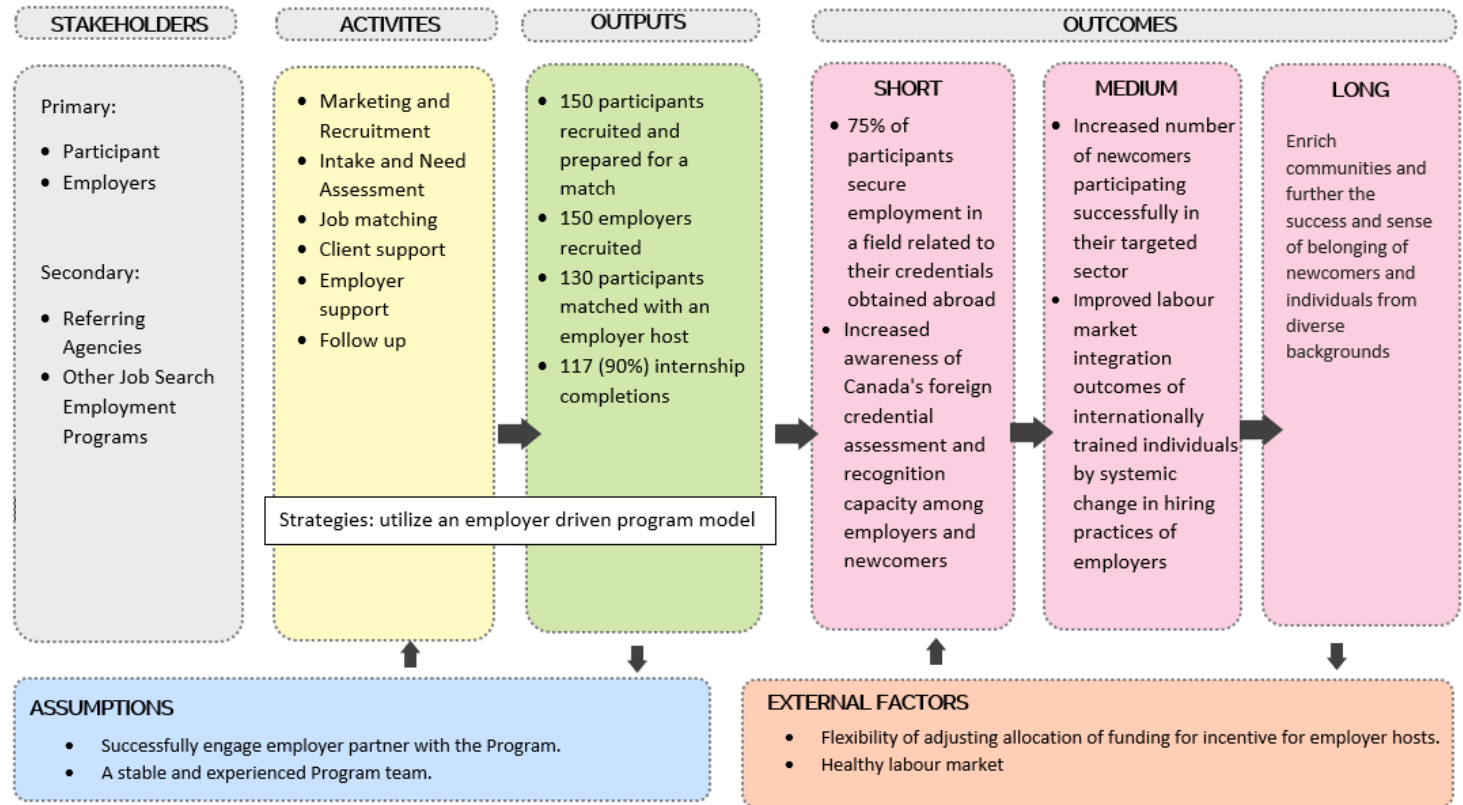 STAKEHOLDERS
Primary:
• Participant
• Employers
Secondary:
• Referring
Agencies
• Other Job Search
Employment
Programs
ACTIVITES
• Marketing and
Recruitment
• Intake and Need
Assessment
• Job matching
• Client support
• Employer
support
• Follow up
OUTPUTS
• 150 participants
recruited and
prepared for a
match
• 150 employers
recruited
• 130 participants
matched with an
employer host
• 117 (90%) internship
completions
Strategies: utilize an employer driven program model
OUTCOMES
SHORT
• 75% of
participants
secure
employment in
a field related to
their credentials
obtained abroad
• Increased
awareness of
Canada's foreign
credential
assessment and
recognition
capacity among
employers and
newcomers
MEDIUM
• Increased number
of newcomers
participating
successfully in
their targeted
sector
• Improved labour
market
integration
outcomes of
internationally
trained individuals
by systemic
change in hiring
practices of
employers
LONG
Enrich
communities and
further the
success and sense
of belonging of
newcomers and
individuals from
diverse
backgrounds
ASSUMPTIONS
• Successfully engage employer partner with the Program.
• A stable and experienced Program team.
EXTERNAL FACTORS
• Flexibility of adjusting allocation of funding for incentive for employer hosts.
• Healthy labour market